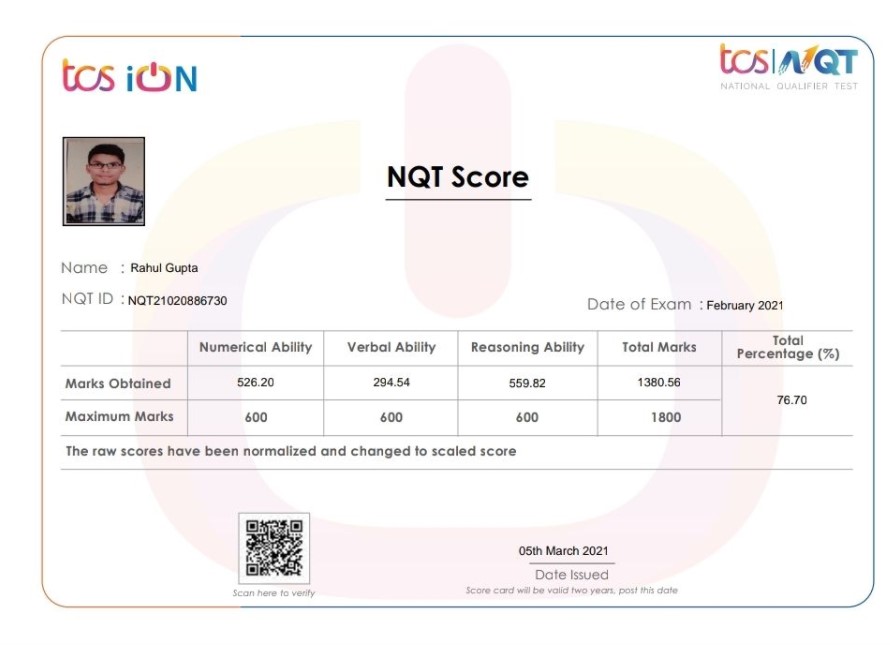 tcs iON
tcs|NQT
NATIONAL QUALIFIER TEST
NQT Score
Name : Rahul Gupta
NQT ID : NQT21020886730
Date of Exam : February 2021
Numerical Ability Verbal Ability Reasoning Ability Total Marks Total Percentage (%)
Marks Obtained 526.20 294.54 559.82 1380.56 76.70
Maximum Marks 600 600 600 1800
The raw scores have been normalized and changed to scaled score
05th March 2021
Date Issued
Scan here to verify
Score card will be valid two years, post this date